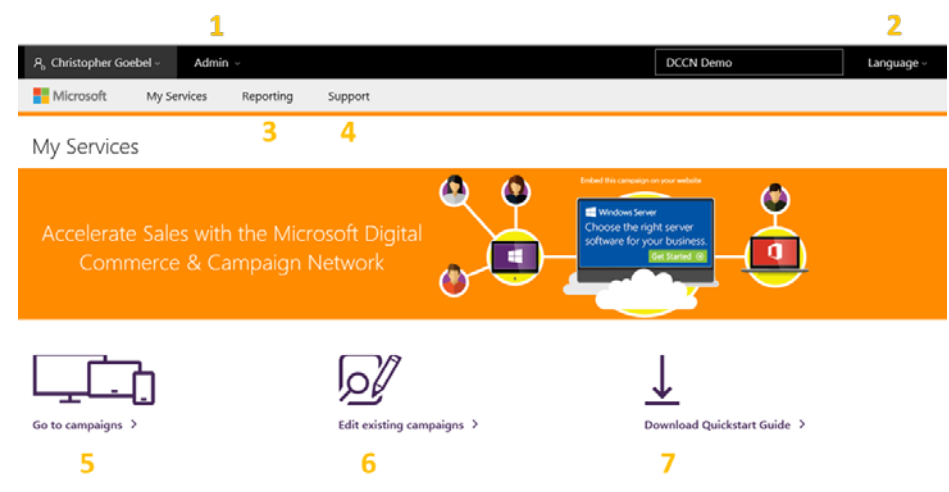 1 2
Christopher Goebel Admin DCCN Demo Language
Microsoft My Services Reporting Support
3 4
My Services
Embed this campaign on your website
Windows Server
Choose the right server
software for your business.
Get Started
Accelerate Sales with the Microsoft Digital
Commerce & Campaign Network
Go to campaigns > Edit existing campaigns > Download Quickstart Guide >
5 6 7